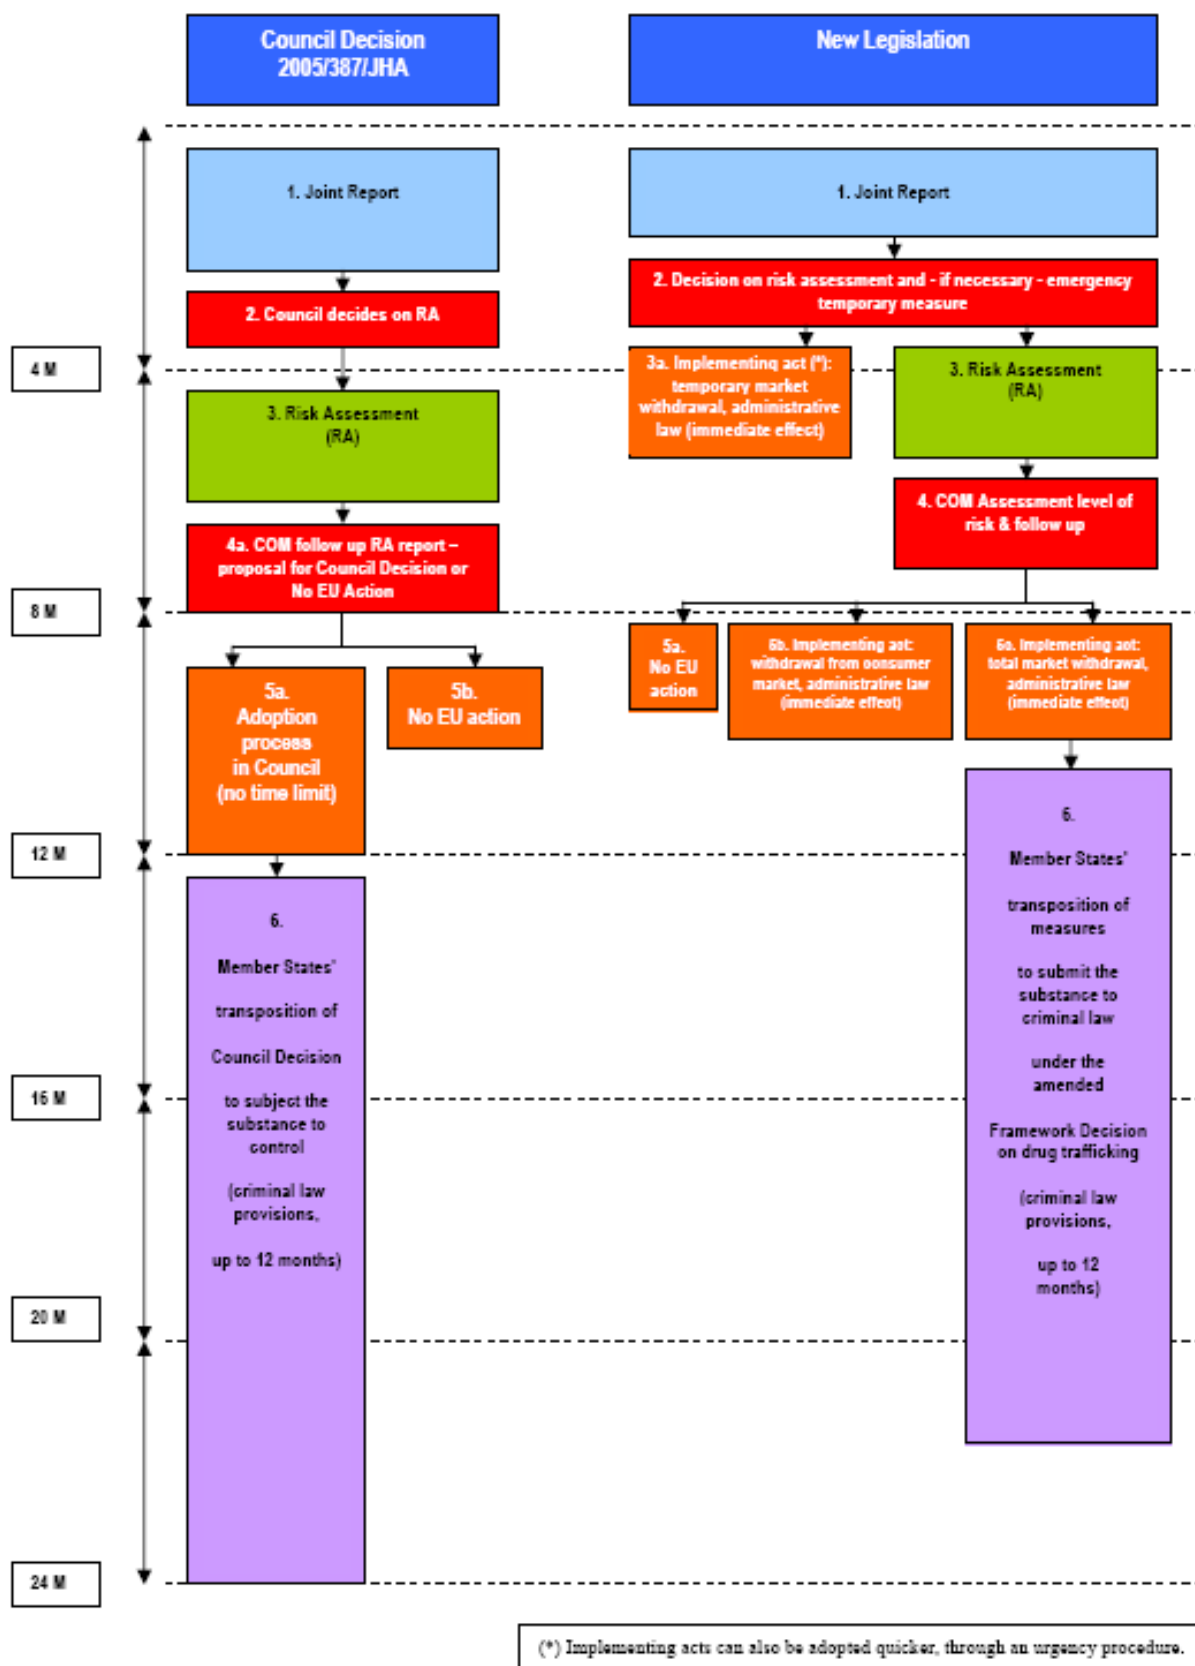 Council Decision
2005/387/JHA
New Legislation
1. Joint Report
1. Joint Report
2. Council decides on RA
2. Decision on risk assessment and - if necessary - emergency
temporary measure
4 M
3. Risk Assessment
(RA)
3a. Implementing act (*):
temporary market
withdrawal, administrative
law (immediate effect)
3. Risk Assessment
(RA)
4a. COM follow up RA report –
proposal for Council Decision or
No EU Action
4. COM Assessment level of
risk & follow up
8 M
5a.
Adoption
process
in Council
(no time limit)
5b.
No EU action
5a.
No EU
action
5b. Implementing act:
withdrawal from consumer
market, administrative law
(immediate effect)
5c. Implementing act:
total market withdrawal,
administrative law
(immediate effect)
12 M
6.
Member States'
transposition of
Council Decision
to subject the
substance to
control
(criminal law
provisions,
up to 12 months)
6.
Member States'
transposition of
measures
to submit the
substance to
criminal law
under the
amended
Framework Decision
on drug trafficking
(criminal law
provisions,
up to 12
months)
16 M
20 M
24 M
(*) Implementing acts can also be adopted quicker, through an urgency procedure.